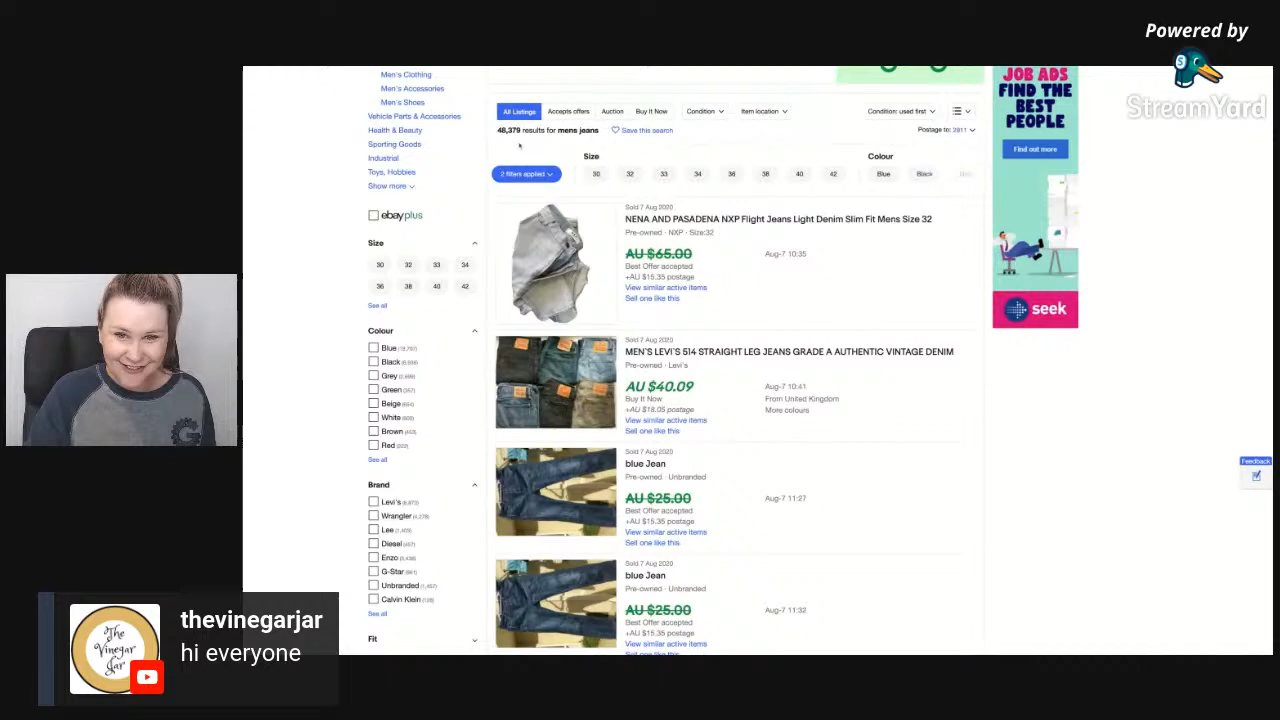 Powered by
StreamYard
Men's Clothing
Men's Accessories
Men's Shoes
Vehicle Parts & Accessories
Health & Beauty
Sporting Goods
Industrial
Toys, Hobbies
Show more
ebayplus
Size
30 32 33 34
36 38 40 42
See all
Colour
Blue
Black
Grey
Green
Beige
White
Brown
Red
See all
Brand
Levi's
Wrangler
Lee
Diesel
Enzo
G-Star
Unbranded
Calvin Klein
See all
Fit
All Listings Accepts offers Auction Buy It Now Condition Item location Condition: used first
48,379 results for mens jeans Save this search Postage to: 3911
Size Colour
2 filters applied 30 32 33 34 36 38 40 42 Blue Black
Sold 7 Aug 2020
NENA AND PASADENA NXP Flight Jeans Light Denim Slim Fit Mens Size 32
Pre-owned · NXP · Size:32
AU $65.00 Aug-7 10:35
Best Offer accepted
+AU $15.35 postage
View similar active items
Sell one like this
Sold 7 Aug 2020
MEN'S LEVI'S 514 STRAIGHT LEG JEANS GRADE A AUTHENTIC VINTAGE DENIM
Pre-owned · Levi's
AU $40.09 Aug-7 10:41
Buy It Now From United Kingdom
+AU $18.05 postage More colours
View similar active items
Sell one like this
Sold 7 Aug 2020
blue Jean
Pre-owned · Unbranded
AU $25.00 Aug-7 11:27
Best Offer accepted
+AU $15.35 postage
View similar active items
Sell one like this
Sold 7 Aug 2020
blue Jean
Pre-owned · Unbranded
AU $25.00 Aug-7 11:32
Best Offer accepted
+AU $15.35 postage
View similar active items
Sell one like this
JOB ADS
FIND THE
BEST
PEOPLE
Find out more
seek
Feedback
The
Vinegar
Jar
thevinegarjar
hi everyone